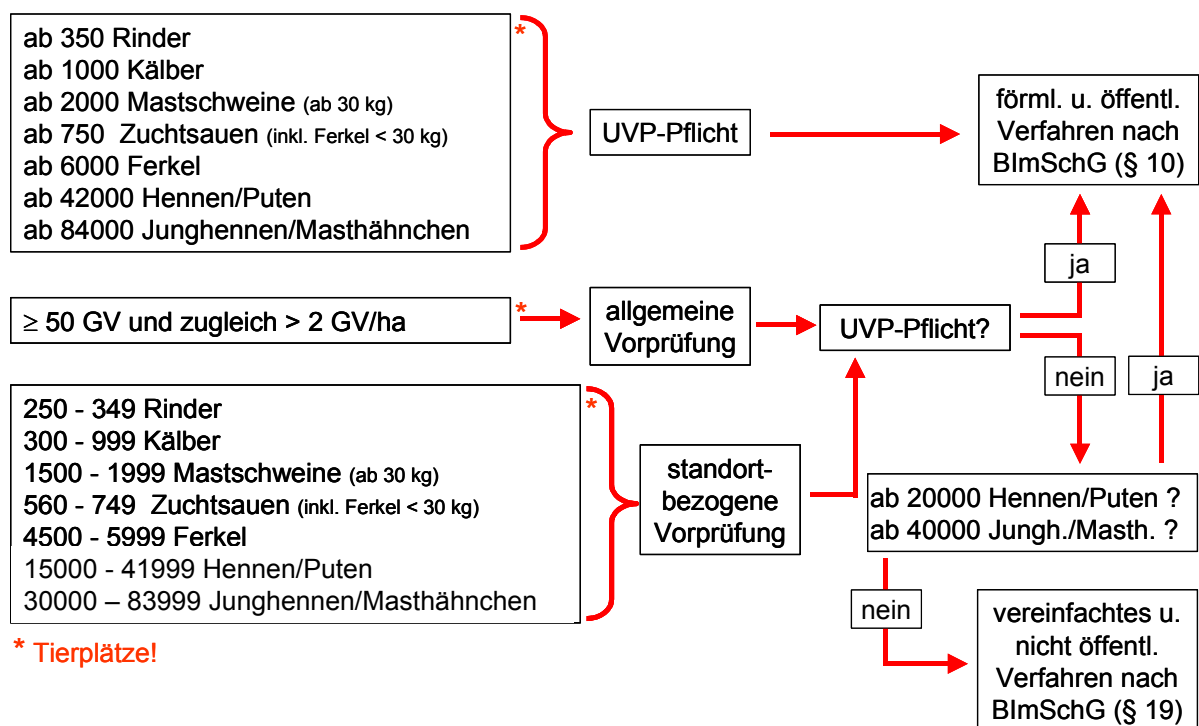 ab 350 Rinder
ab 1000 Kälber
ab 2000 Mastschweine (ab 30 kg)
ab 750 Zuchtsauen (inkl. Ferkel < 30 kg)
ab 6000 Ferkel
ab 42000 Hennen/Puten
ab 84000 Junghennen/Masthähnchen
*
UVP-Pflicht
förml. u. öffentl.
Verfahren nach
BImSchG (§ 10)
≥ 50 GV und zugleich > 2 GV/ha
*
allgemeine
Vorprüfung
UVP-Pflicht?
ja
nein
ja
250 - 349 Rinder
300 - 999 Kälber
1500 - 1999 Mastschweine (ab 30 kg)
560 - 749 Zuchtsauen (inkl. Ferkel < 30 kg)
4500 - 5999 Ferkel
15000 - 41999 Hennen/Puten
30000 – 83999 Junghennen/Masthähnchen
*
standort-
bezogene
Vorprüfung
ab 20000 Hennen/Puten ?
ab 40000 Jungh./Masth. ?
nein
vereinfachtes u.
nicht öffentl.
Verfahren nach
BImSchG (§ 19)
* Tierplätze!